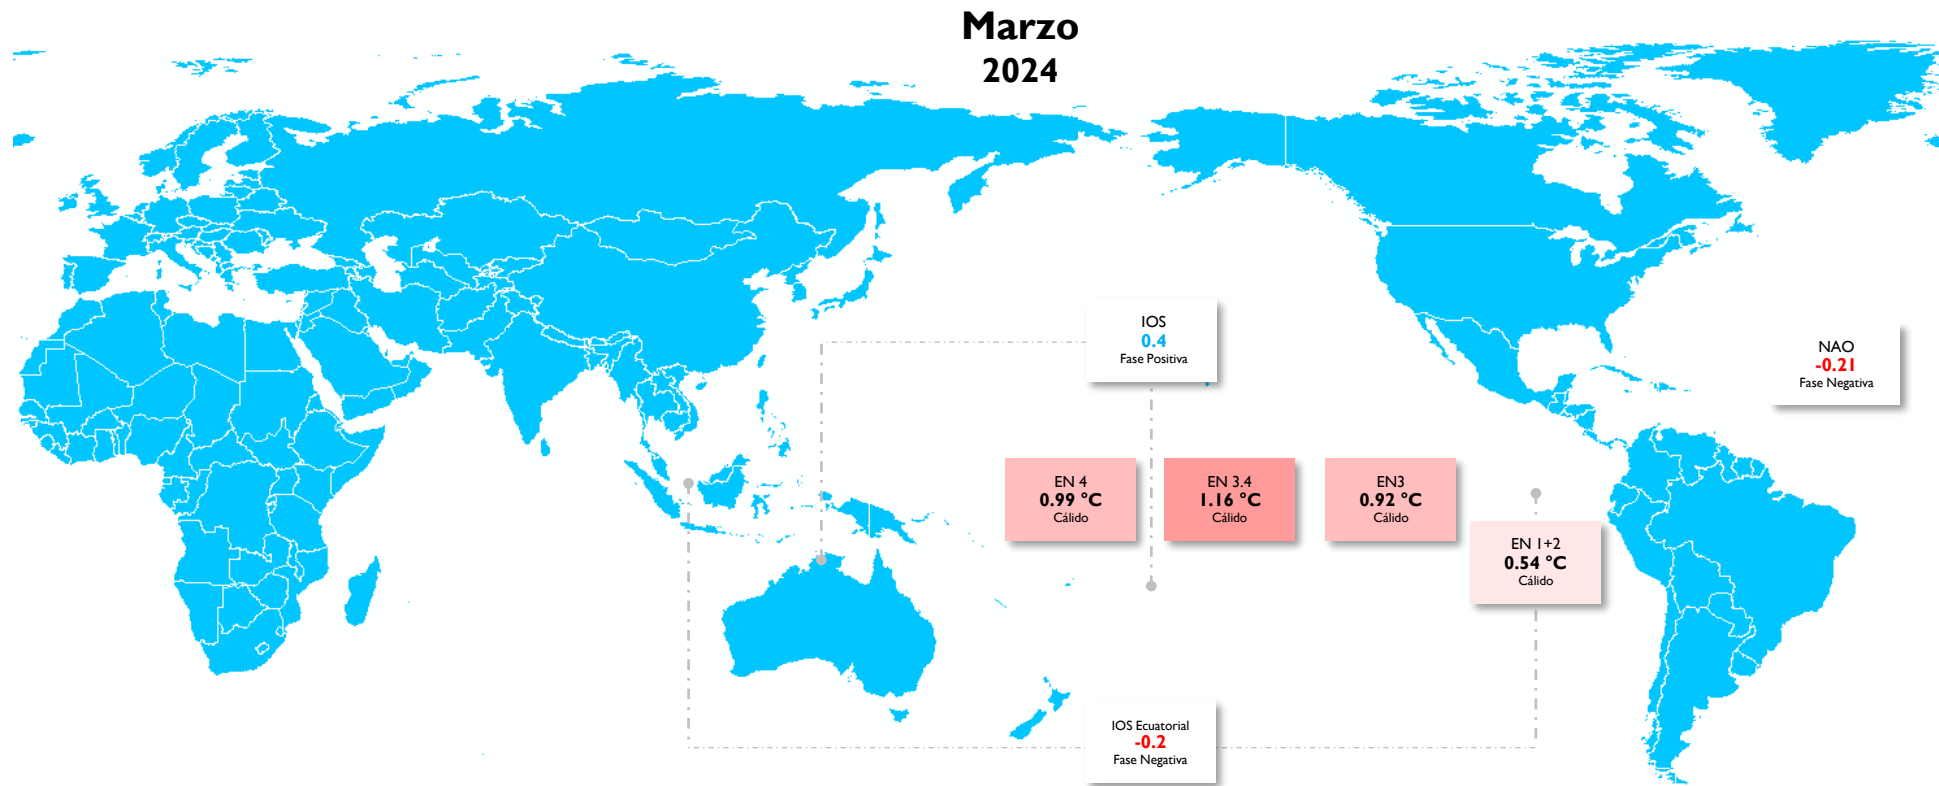 Marzo
2024
IOS
0.4
Fase Positiva
NAO
-0.21
Fase Negativa
EN 4
0.99 °C
Cálido
EN 3.4
1.16 °C
Cálido
EN3
0.92 °C
Cálido
EN 1+2
0.54 °C
Cálido
IOS Ecuatorial
-0.2
Fase Negativa